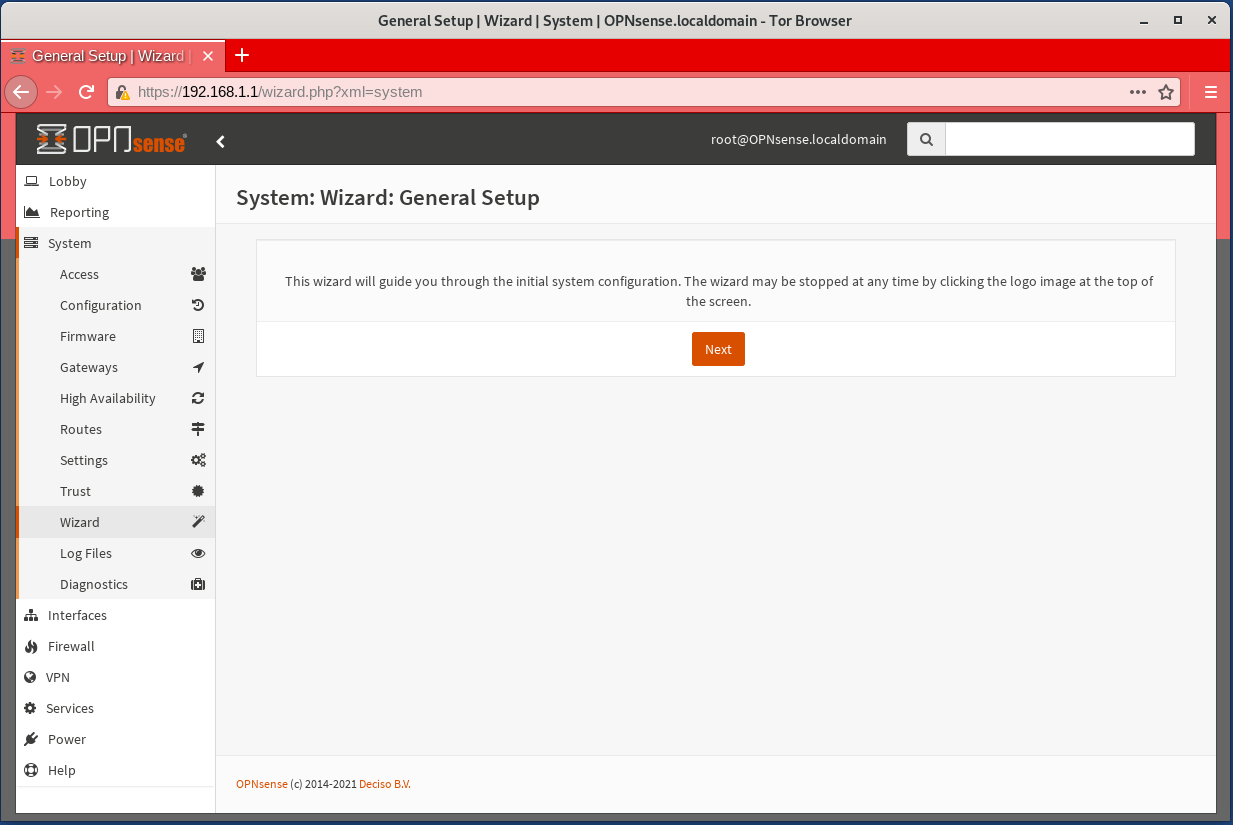 General Setup | Wizard | System | OPNsense.localdomain - Tor Browser
General Setup | Wizard |
https://192.168.1.1/wizard.php?xml=system
OPNsense®
root@OPNsense.localdomain
Lobby
Reporting
System
Access
Configuration
Firmware
Gateways
High Availability
Routes
Settings
Trust
Wizard
Log Files
Diagnostics
Interfaces
Firewall
VPN
Services
Power
Help
System: Wizard: General Setup
This wizard will guide you through the initial system configuration. The wizard may be stopped at any time by clicking the logo image at the top of
the screen.
Next
OPNsense (c) 2014-2021 Deciso B.V.